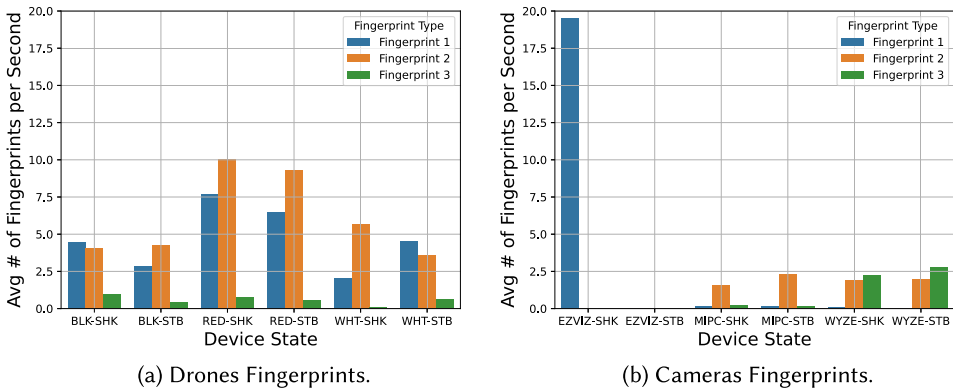 Avg # of Fingerprints per Second
20.0
17.5
15.0
12.5
10.0
7.5
5.0
2.5
0.0
Fingerprint Type
Fingerprint 1
Fingerprint 2
Fingerprint 3
BLK-SHK BLK-STB RED-SHK RED-STB WHT-SHK WHT-STB
Device State
(a) Drones Fingerprints.
Avg # of Fingerprints per Second
20.0
17.5
15.0
12.5
10.0
7.5
5.0
2.5
0.0
Fingerprint Type
Fingerprint 1
Fingerprint 2
Fingerprint 3
EZVIZ-SHK EZVIZ-STB MIPC-SHK MIPC-STB WYZE-SHK WYZE-STB
Device State
(b) Cameras Fingerprints.